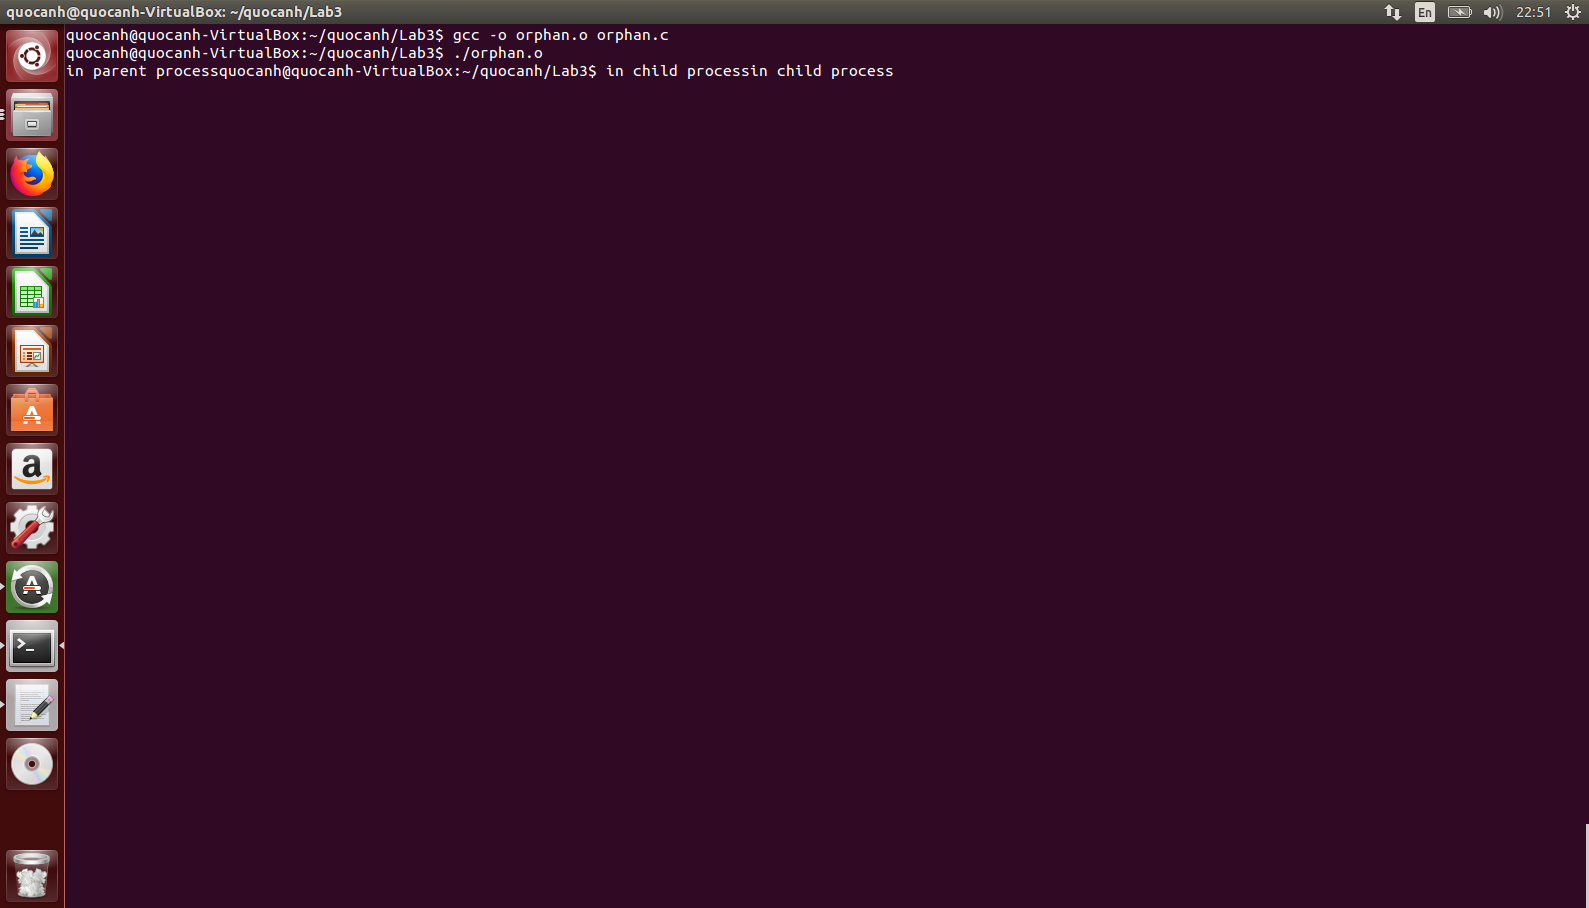 quocanh@quocanh-VirtualBox: ~/quocanh/Lab3
En
22:51
quocanh@quocanh-VirtualBox:~/quocanh/Lab3$ gcc -o orphan.o orphan.c
quocanh@quocanh-VirtualBox:~/quocanh/Lab3$ ./orphan.o
in parent processquocanh@quocanh-VirtualBox:~/quocanh/Lab3$ in child processin child process